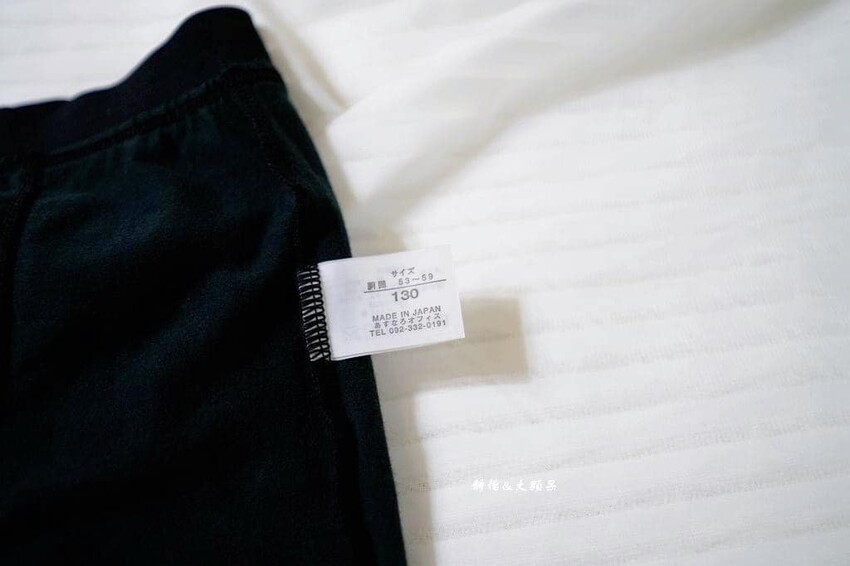 サイズ
胴囲 53～59
130
MADE IN JAPAN
あすなろオフィス
TEL 092-332-0191